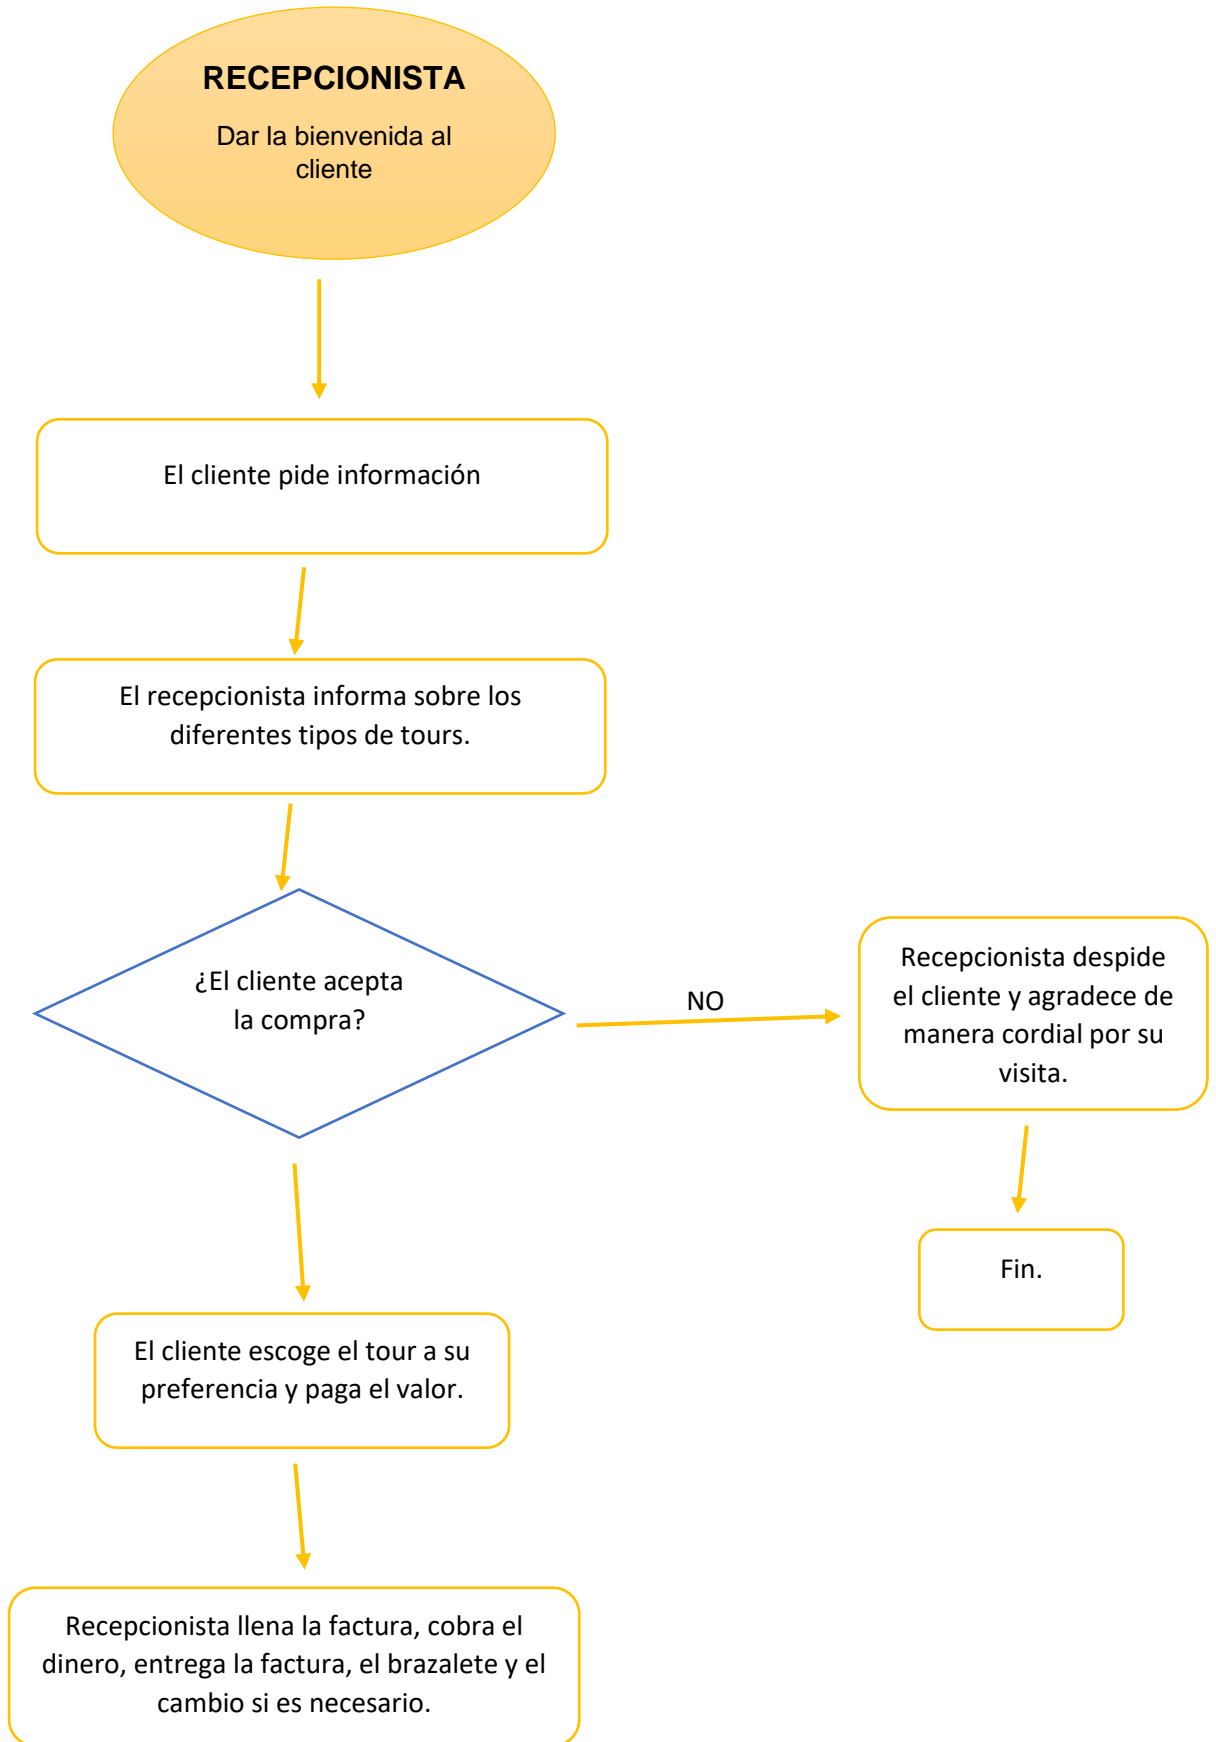 RECEPCIONISTA
Dar la bienvenida al
cliente
El cliente pide información
El recepcionista informa sobre los
diferentes tipos de tours.
¿El cliente acepta
la compra?
NO
Recepcionista despide
el cliente y agradece de
manera cordial por su
visita.
Fin.
El cliente escoge el tour a su
preferencia y paga el valor.
Recepcionista llena la factura, cobra el
dinero, entrega la factura, el brazalete y el
cambio si es necesario.